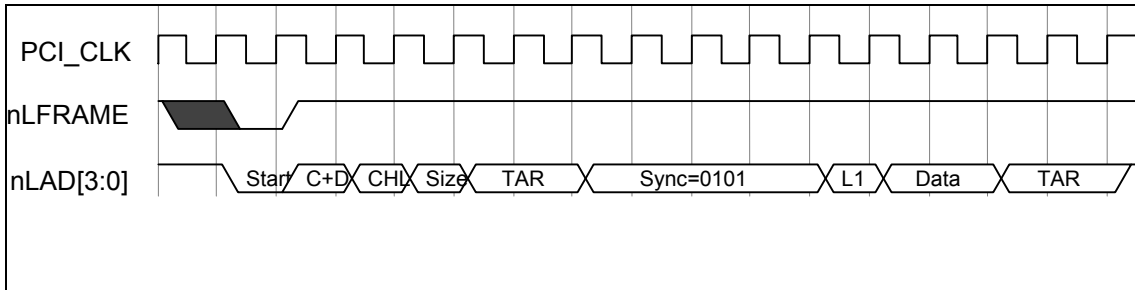 PCI_CLK
nLFRAME
nLAD[3:0] Start C+D CHL Size TAR Sync=0101 L1 Data TAR